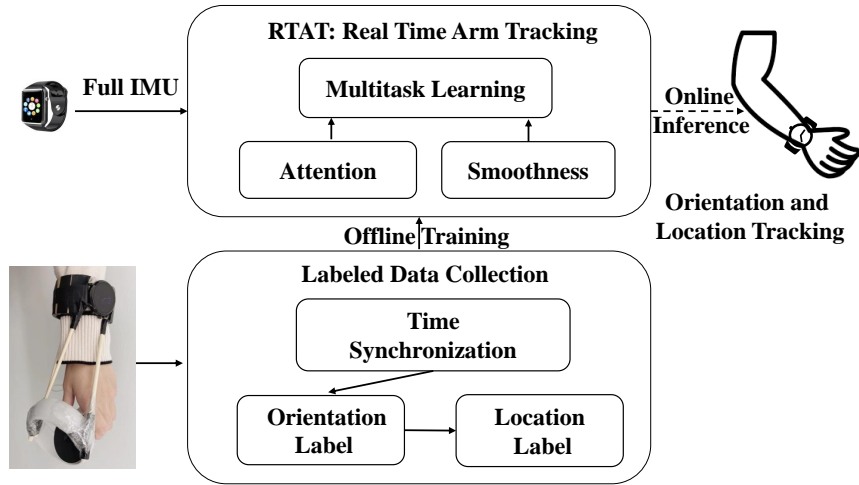 RTAT: Real Time Arm Tracking
Full IMU
Multitask Learning
Attention
Smoothness
Online
Inference
Orientation and
Location Tracking
Offline Training
Labeled Data Collection
Time
Synchronization
Orientation
Label
Location
Label